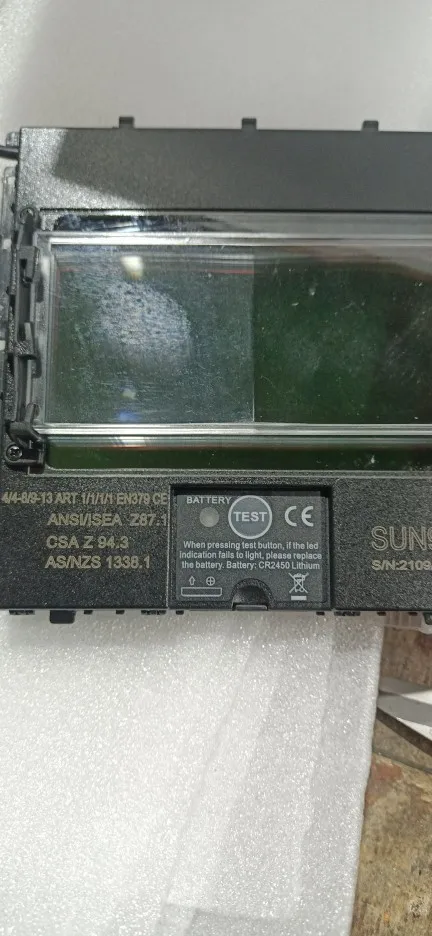 4/4-8/9-13 ART 1/1/1/1 EN379 CE
ANSI/ISEA Z87.1
CSA Z 94.3
AS/NZS 1338.1
BATTERY
TEST
CE
When pressing test button, if the led
indication fails to light, please replace
the battery. Battery: CR2450 Lithium
SUN9
S/N:2109